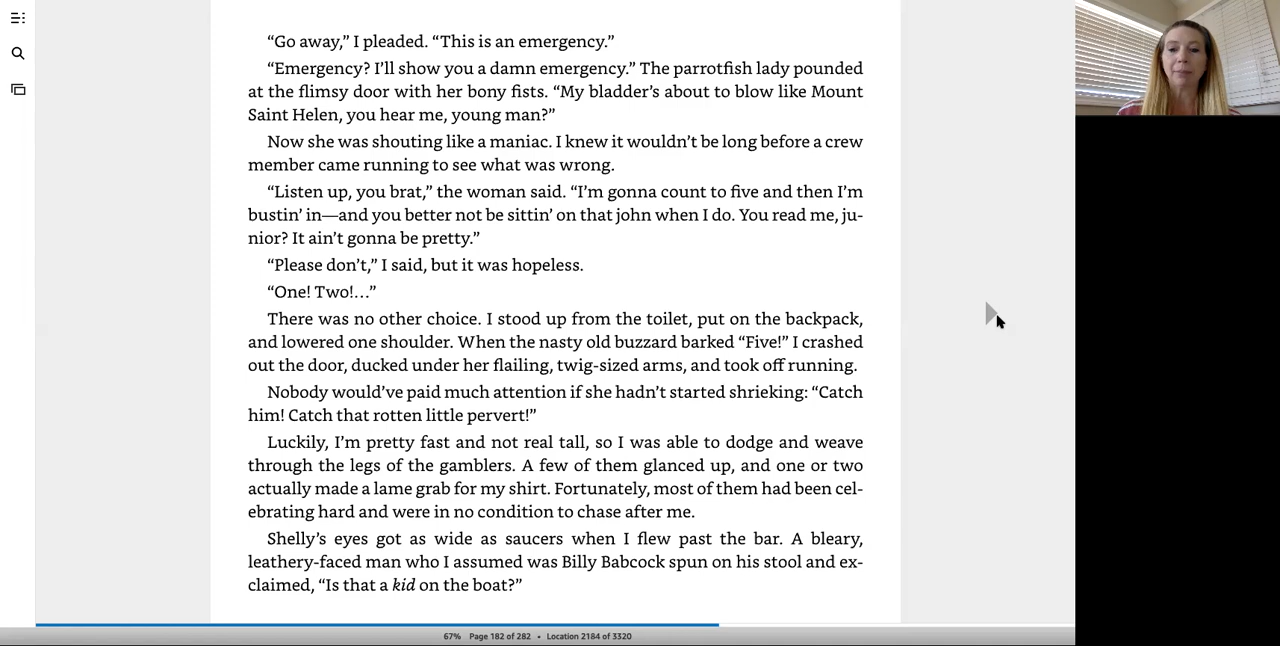 “Go away,” I pleaded. “This is an emergency.”
“Emergency? I’ll show you a damn emergency.” The parrotfish lady pounded
at the flimsy door with her bony fists. “My bladder’s about to blow like Mount
Saint Helen, you hear me, young man?”
Now she was shouting like a maniac. I knew it wouldn’t be long before a crew
member came running to see what was wrong.
“Listen up, you brat,” the woman said. “I’m gonna count to five and then I’m
bustin’ in—and you better not be sittin’ on that john when I do. You read me, ju-
nior? It ain’t gonna be pretty.”
“Please don’t,” I said, but it was hopeless.
“One! Two!…”
There was no other choice. I stood up from the toilet, put on the backpack,
and lowered one shoulder. When the nasty old buzzard barked “Five!” I crashed
out the door, ducked under her flailing, twig-sized arms, and took off running.
Nobody would’ve paid much attention if she hadn’t started shrieking: “Catch
him! Catch that rotten little pervert!”
Luckily, I’m pretty fast and not real tall, so I was able to dodge and weave
through the legs of the gamblers. A few of them glanced up, and one or two
actually made a lame grab for my shirt. Fortunately, most of them had been cel-
ebrating hard and were in no condition to chase after me.
Shelly’s eyes got as wide as saucers when I flew past the bar. A bleary,
leathery-faced man who I assumed was Billy Babcock spun on his stool and ex-
claimed, “Is that a kid on the boat?”
67% Page 182 of 282 • Location 2184 of 3320